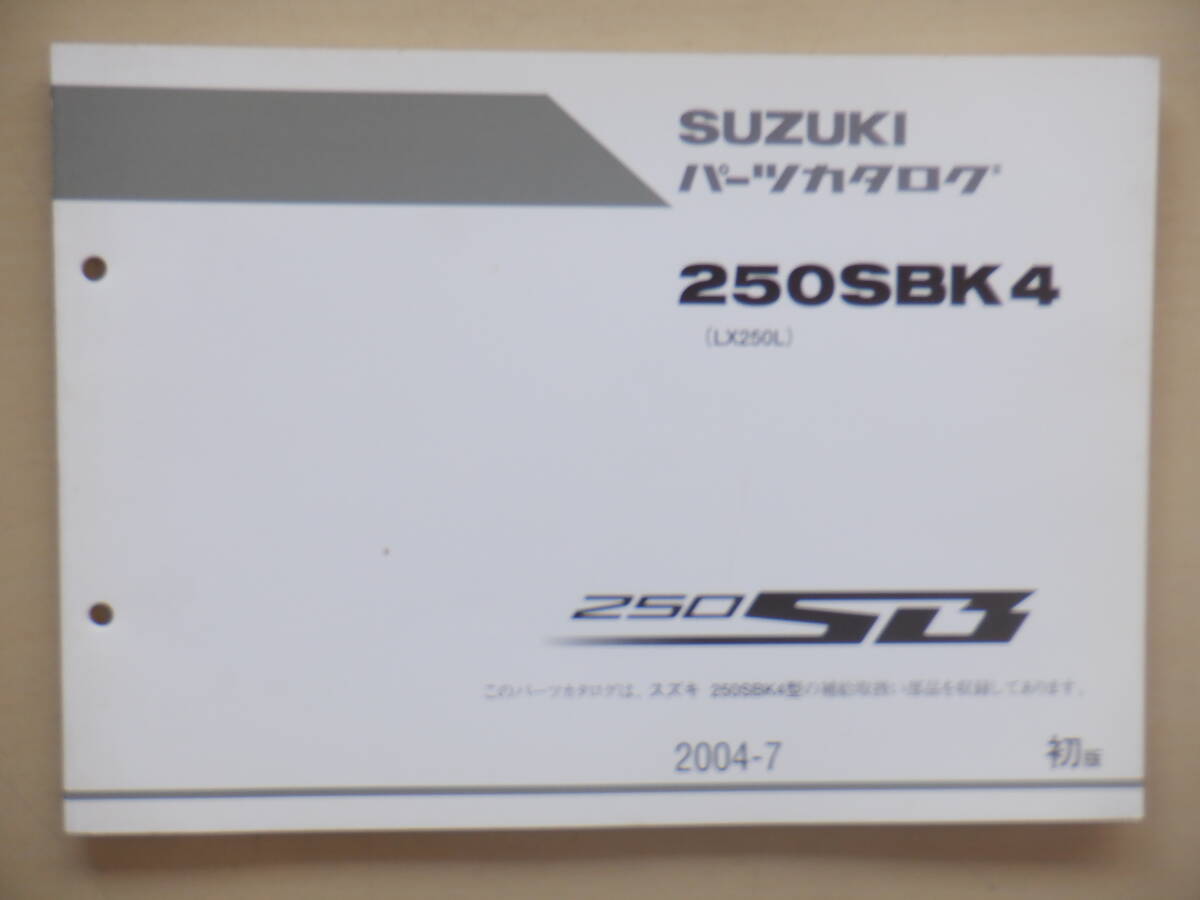 SUZUKI
パーツカタログ
250SBK4
(LX250L)
250SB
このパーツカタログは、スズキ 250SBK4型の補給取扱い部品を収録してあります。
2004-7 初版